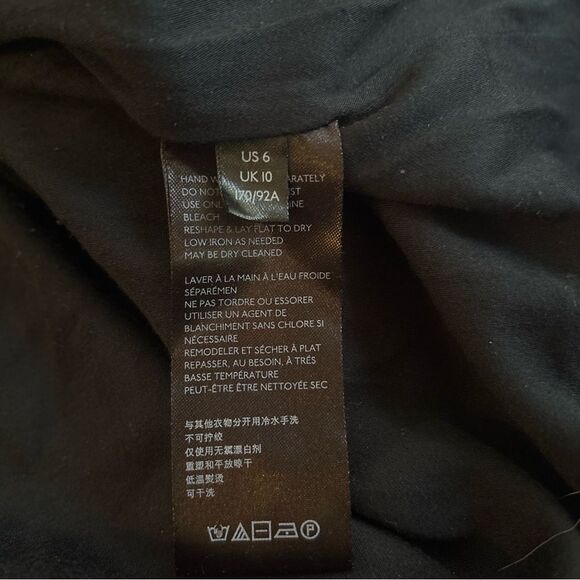 US 6
UK 10
170/92A
HAND ARATELY
DO NOT
USE ONL INE
BLEACH
RESHAPE & LAY FLAT TO DRY
LOW IRON AS NEEDED
MAY BE DRY CLEANED
LAVER À LA MAIN À L'EAU FROIDE
SÉPARÉMEN
NE PAS TORDRE OU ESSORER
UTILISER UN AGENT DE
BLANCHIMENT SANS CHLORE SI
NÉCESSAIRE
REMODELER ET SÉCHER À PLAT
REPASSER, AU BESOIN, À TRÉS
BASSE TEMPÉRATURE
PEUT-ÊTRE ÊTRE NETTOYÉE SEC
与其他衣物分开用冷水手洗
不可拧绞
仅使用无氯漂白剂
重塑和平放晾干
低温熨烫
可干洗
P